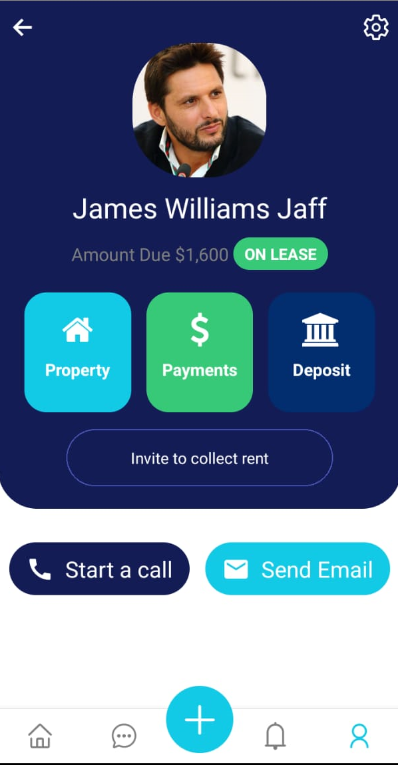 James Williams Jaff
Amount Due $1,600 ON LEASE
Property Payments Deposit
Invite to collect rent
Start a call Send Email